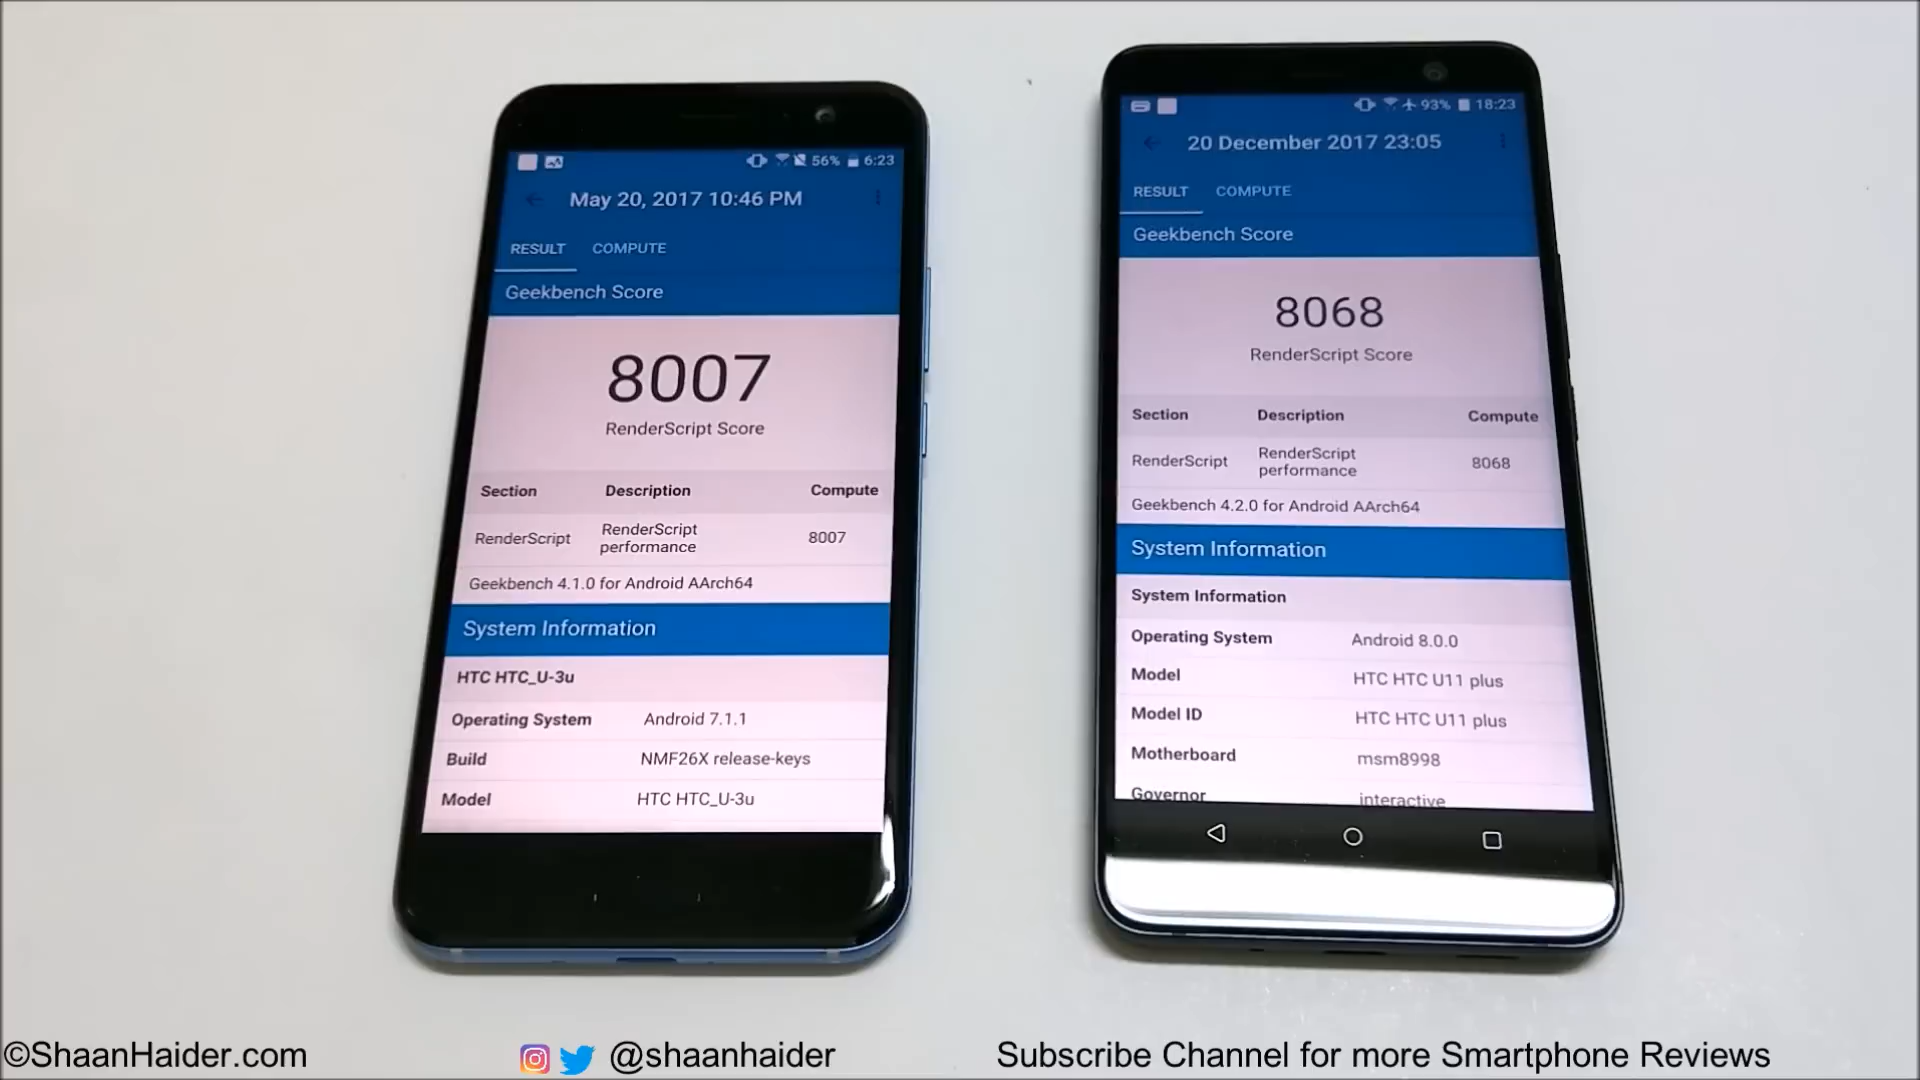 56% 6:23
May 20, 2017 10:46 PM
RESULT COMPUTE
Geekbench Score
8007
RenderScript Score
Section Description Compute
RenderScript RenderScript performance 8007
Geekbench 4.1.0 for Android AArch64
System Information
HTC HTC_U-3u
Operating System Android 7.1.1
Build NMF26X release-keys
Model HTC HTC_U-3u
93% 18:23
20 December 2017 23:05
RESULT COMPUTE
Geekbench Score
8068
RenderScript Score
Section Description Compute
RenderScript RenderScript performance 8068
Geekbench 4.2.0 for Android AArch64
System Information
System Information
Operating System Android 8.0.0
Model HTC HTC U11 plus
Model ID HTC HTC U11 plus
Motherboard msm8998
Governor interactive
©ShaanHaider.com @shaanhaider Subscribe Channel for more Smartphone Reviews